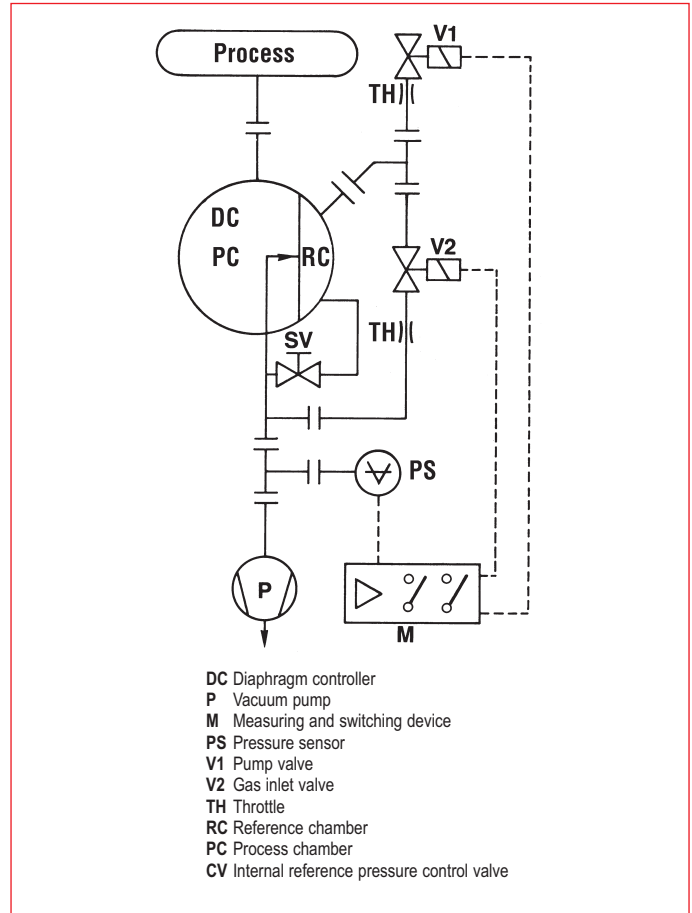 Process
V1
TH
DC
PC
RC
V2
TH
SV
PS
P
M
DC Diaphragm controller
P Vacuum pump
M Measuring and switching device
PS Pressure sensor
V1 Pump valve
V2 Gas inlet valve
TH Throttle
RC Reference chamber
PC Process chamber
CV Internal reference pressure control valve